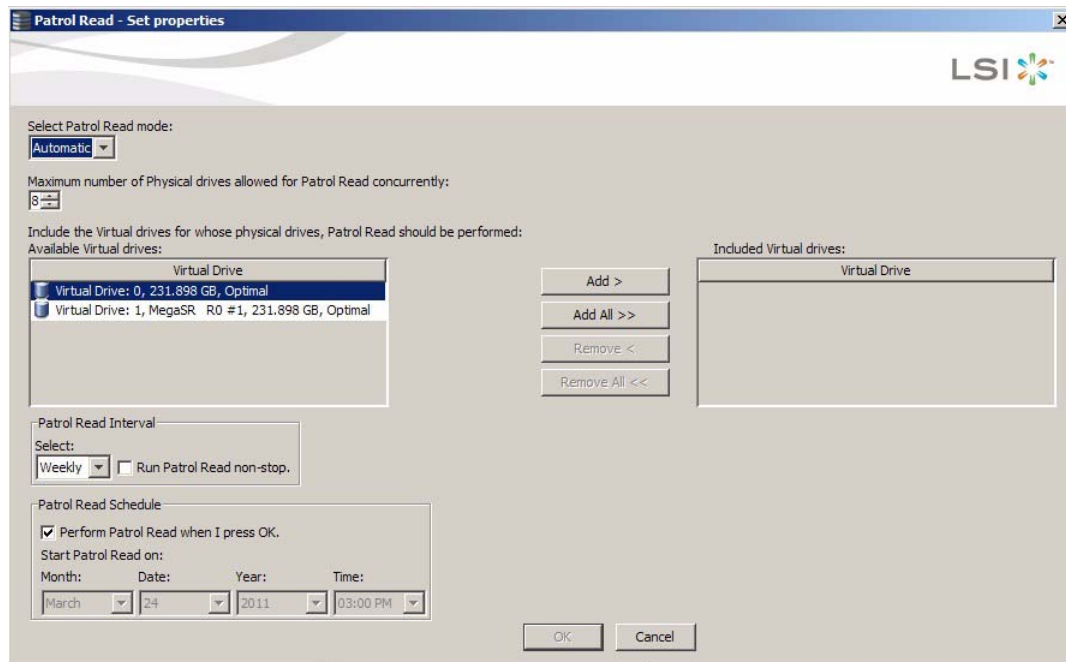 Patrol Read - Set properties
LSI
Select Patrol Read mode:
Automatic
Maximum number of Physical drives allowed for Patrol Read concurrently:
8
Include the Virtual drives for whose physical drives, Patrol Read should be performed:
Available Virtual drives:
Virtual Drive
Virtual Drive: 0, 231.898 GB, Optimal
Virtual Drive: 1, MegaSR R0 #1, 231.898 GB, Optimal
Add >
Add All >>
Remove <
Remove All <<
Included Virtual drives:
Virtual Drive
Patrol Read Interval
Select:
Weekly
Run Patrol Read non-stop.
Patrol Read Schedule
Perform Patrol Read when I press OK.
Start Patrol Read on:
Month: Date: Year: Time:
March 24 2011 03:00 PM
OK Cancel